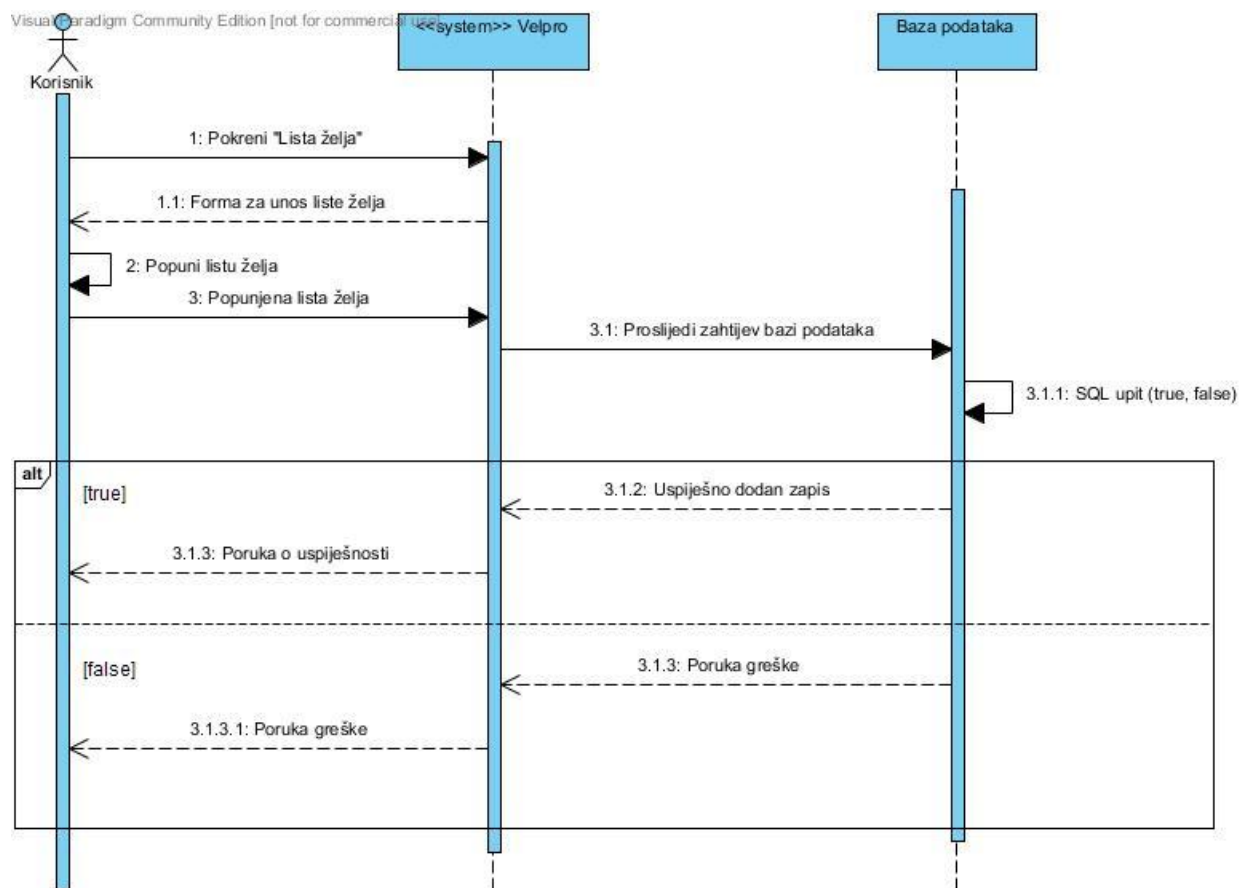 Visual Paradigm Community Edition [not for commercial use]
<<system>> Velpro
Baza podataka
Korisnik
1: Pokreni "Lista želja"
1.1: Forma za unos liste želja
2: Popuni listu želja
3: Popunjena lista želja
3.1: Proslijedi zahtijev bazi podataka
3.1.1: SQL upit (true, false)
alt
[true]
3.1.2: Uspiješno dodan zapis
3.1.3: Poruka o uspiješnosti
[false]
3.1.3: Poruka greške
3.1.3.1: Poruka greške